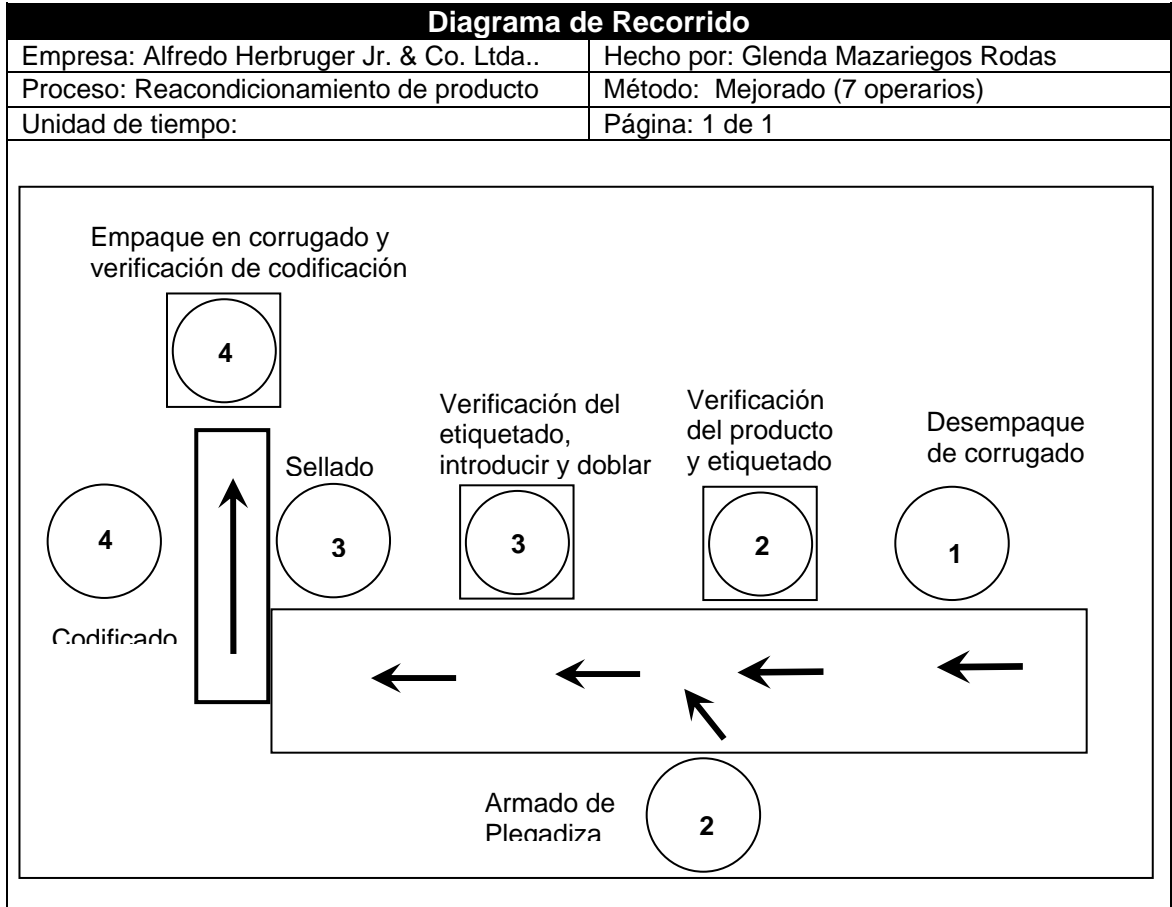 Diagrama de Recorrido
Empresa: Alfredo Herbruger Jr. & Co. Ltda..
Hecho por: Glenda Mazariegos Rodas
Proceso: Reacondicionamiento de producto
Método: Mejorado (7 operarios)
Unidad de tiempo:
Página: 1 de 1
Empaque en corrugado y
verificación de codificación
4
Verificación del
etiquetado,
introducir y doblar
Verificación
del producto
y etiquetado
Desempaque
de corrugado
Sellado
4
3
3
2
1
Codificado
Armado de
Plegadiza
2